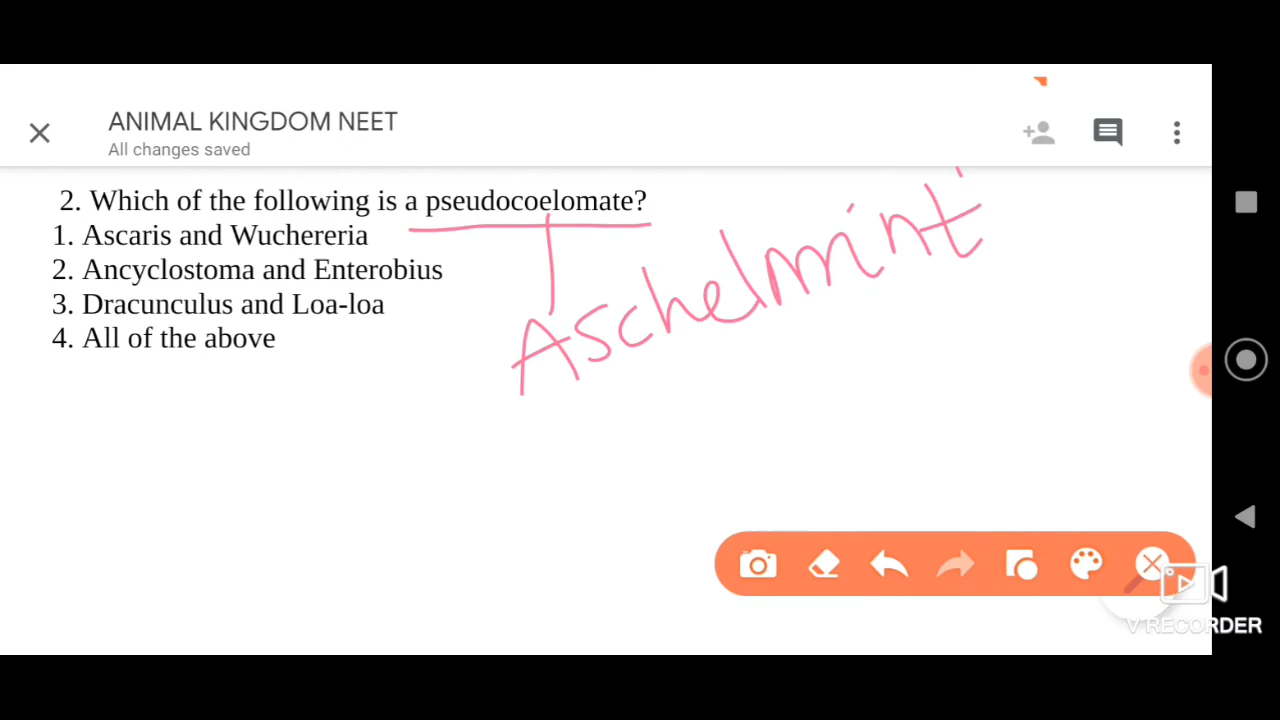 ANIMAL KINGDOM NEET
All changes saved
2. Which of the following is a pseudocoelomate?
1. Ascaris and Wuchereria
2. Ancyclostoma and Enterobius
3. Dracunculus and Loa-loa
4. All of the above
Aschelmint
V RECORDER